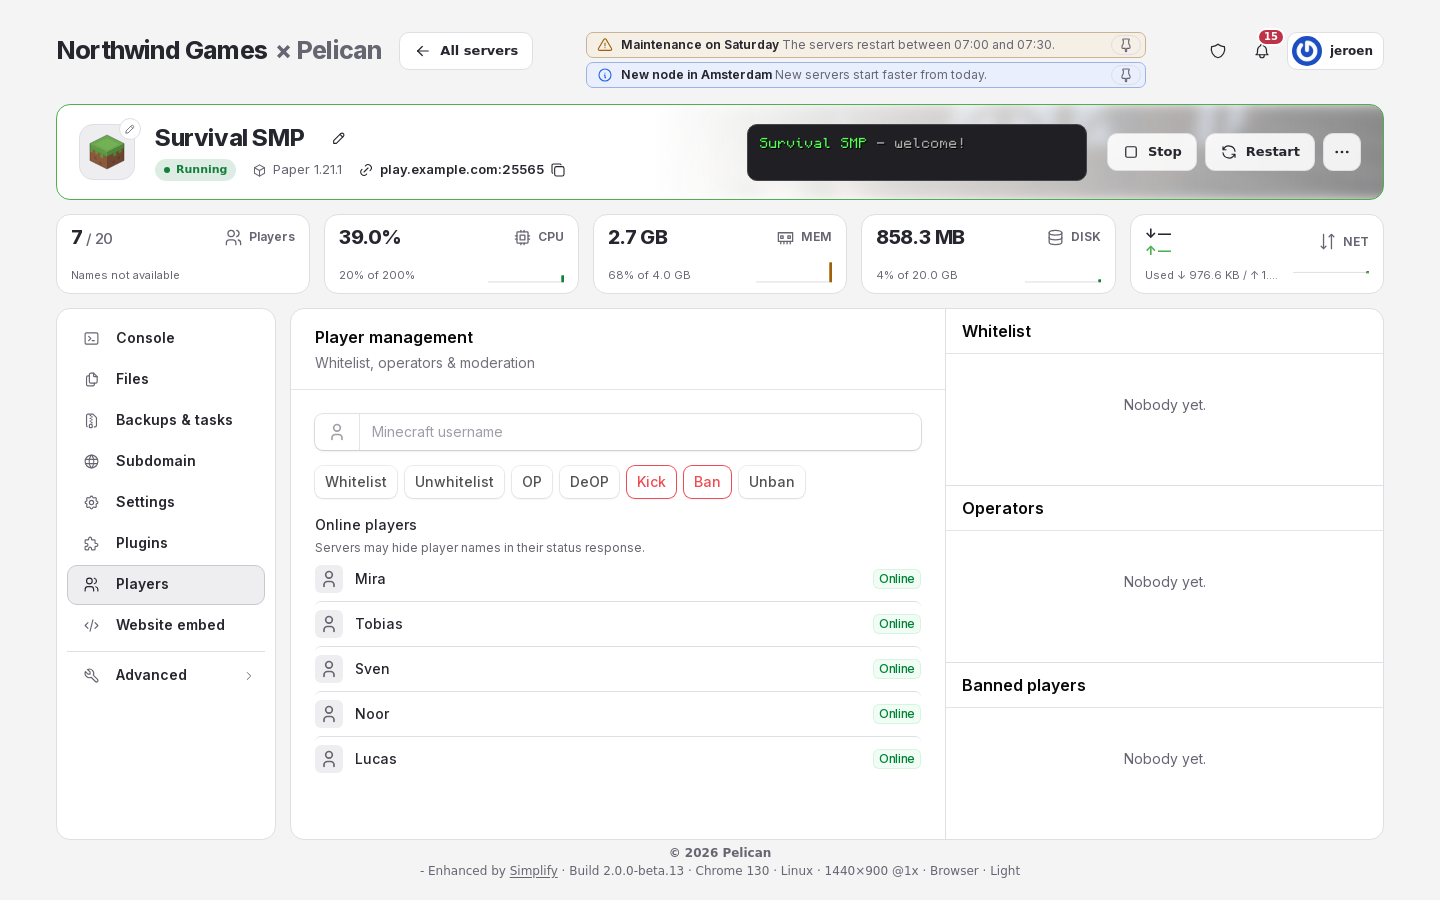 Northwind Games × Pelican
All servers
Maintenance on Saturday The servers restart between 07:00 and 07:30.
New node in Amsterdam New servers start faster from today.
15
jeroen
Survival SMP
Running
Paper 1.21.1
play.example.com:25565
Survival SMP - welcome!
Stop
Restart
7 / 20
Players
Names not available
39.0%
CPU
20% of 200%
2.7 GB
MEM
68% of 4.0 GB
858.3 MB
DISK
4% of 20.0 GB
↓—
↑—
NET
Used ↓ 976.6 KB / ↑ 1....
Console
Files
Backups & tasks
Subdomain
Settings
Plugins
Players
Website embed
Advanced
Player management
Whitelist, operators & moderation
Minecraft username
Whitelist
Unwhitelist
OP
DeOP
Kick
Ban
Unban
Online players
Servers may hide player names in their status response.
Mira
Online
Tobias
Online
Sven
Online
Noor
Online
Lucas
Online
Whitelist
Nobody yet.
Operators
Nobody yet.
Banned players
Nobody yet.
© 2026 Pelican
- Enhanced by Simplify · Build 2.0.0-beta.13 · Chrome 130 · Linux · 1440×900 @1x · Browser · Light